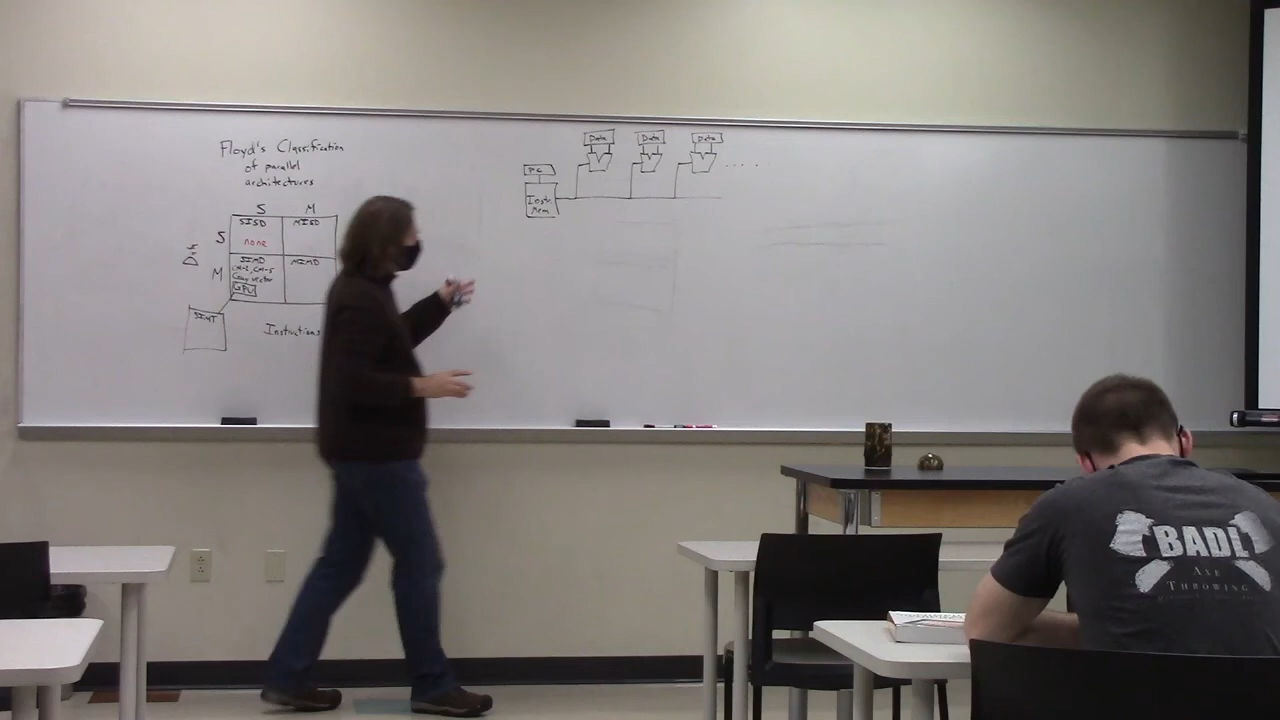 Floyd's Classification
of parallel
architectures
S M
SISD MISD
S
none
Data
SIMD MIMD
M
CM-2, CM-5
Cray vector
GPU
SIMT
Instructions
Data Data Data ....
PC
Instr.
Mem
BADL
AXE
THROWING